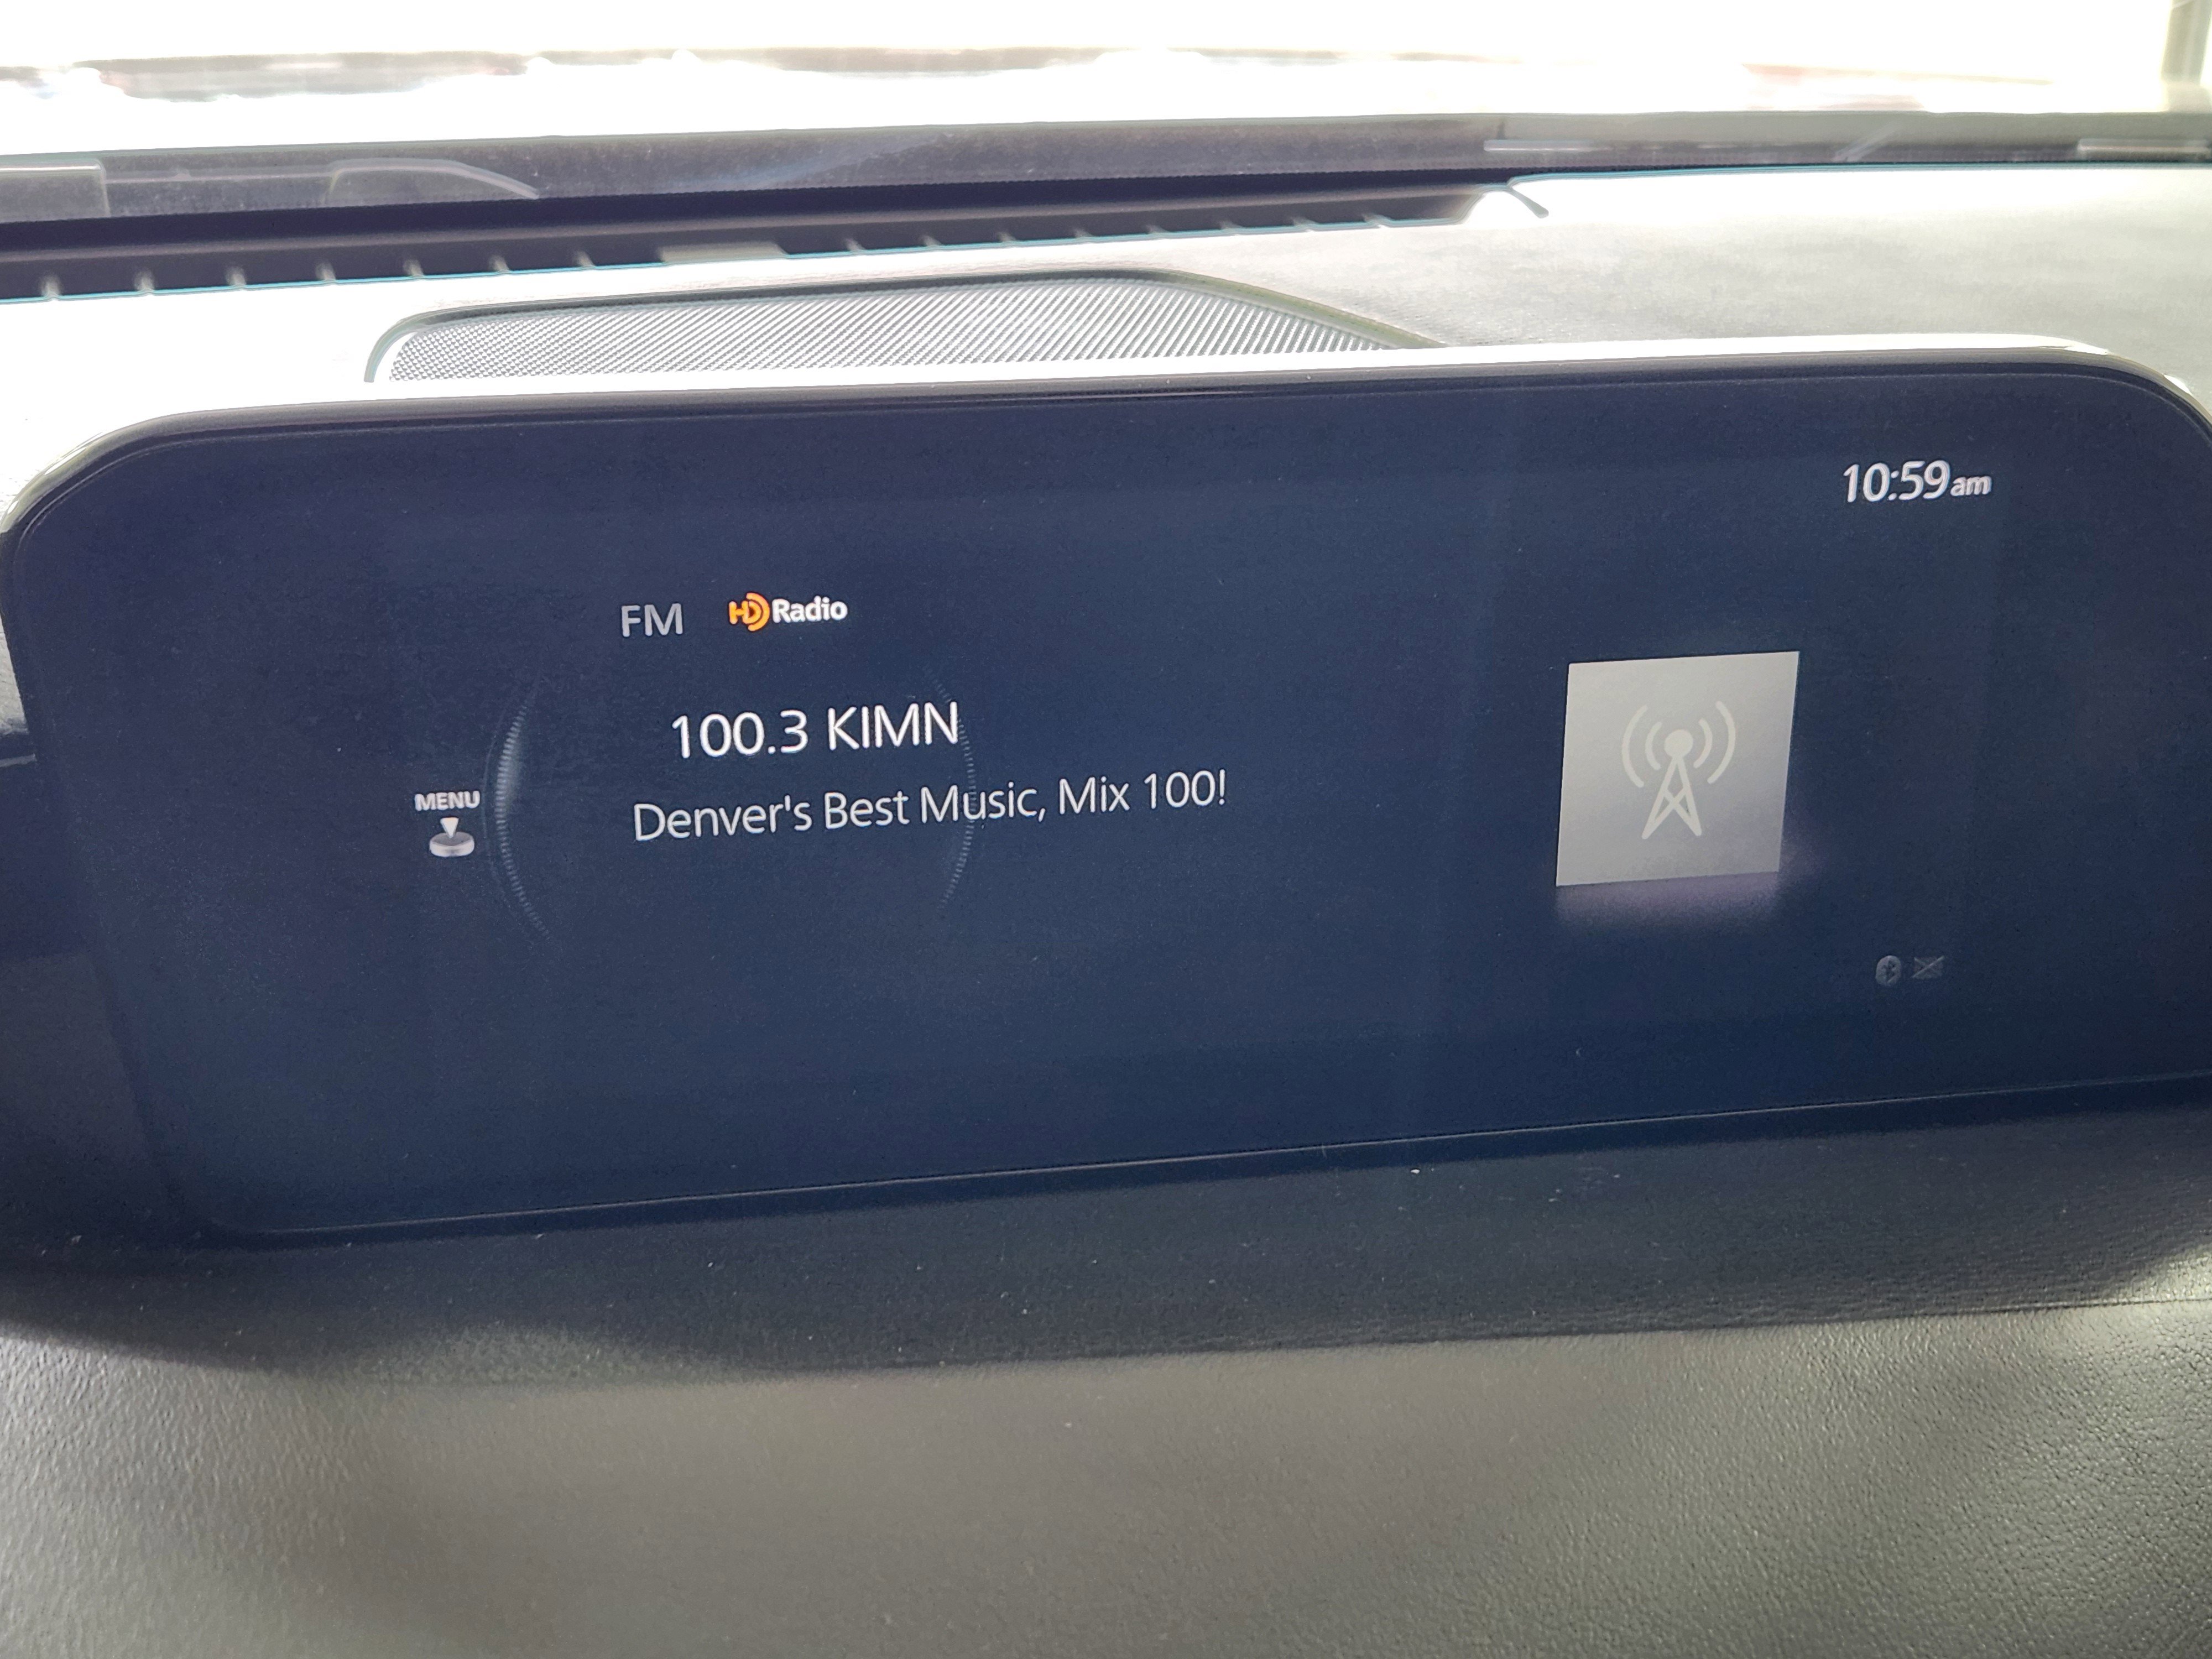 10:59am
FM HD Radio
100.3 KIMN
MENU
Denver's Best Music, Mix 100!